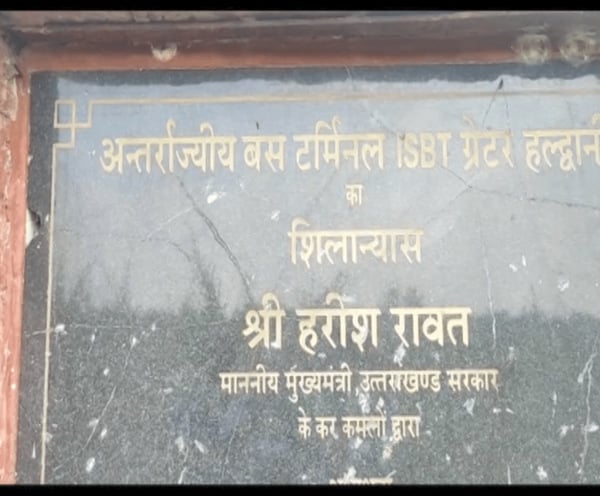 अन्तर्राज्यीय बस टर्मिनल ISBT ग्रेटर हल्द्वानी
का
शिलान्यास
श्री हरीश रावत
माननीय मुख्यमंत्री, उत्तराखण्ड सरकार
के कर कमलों द्वारा